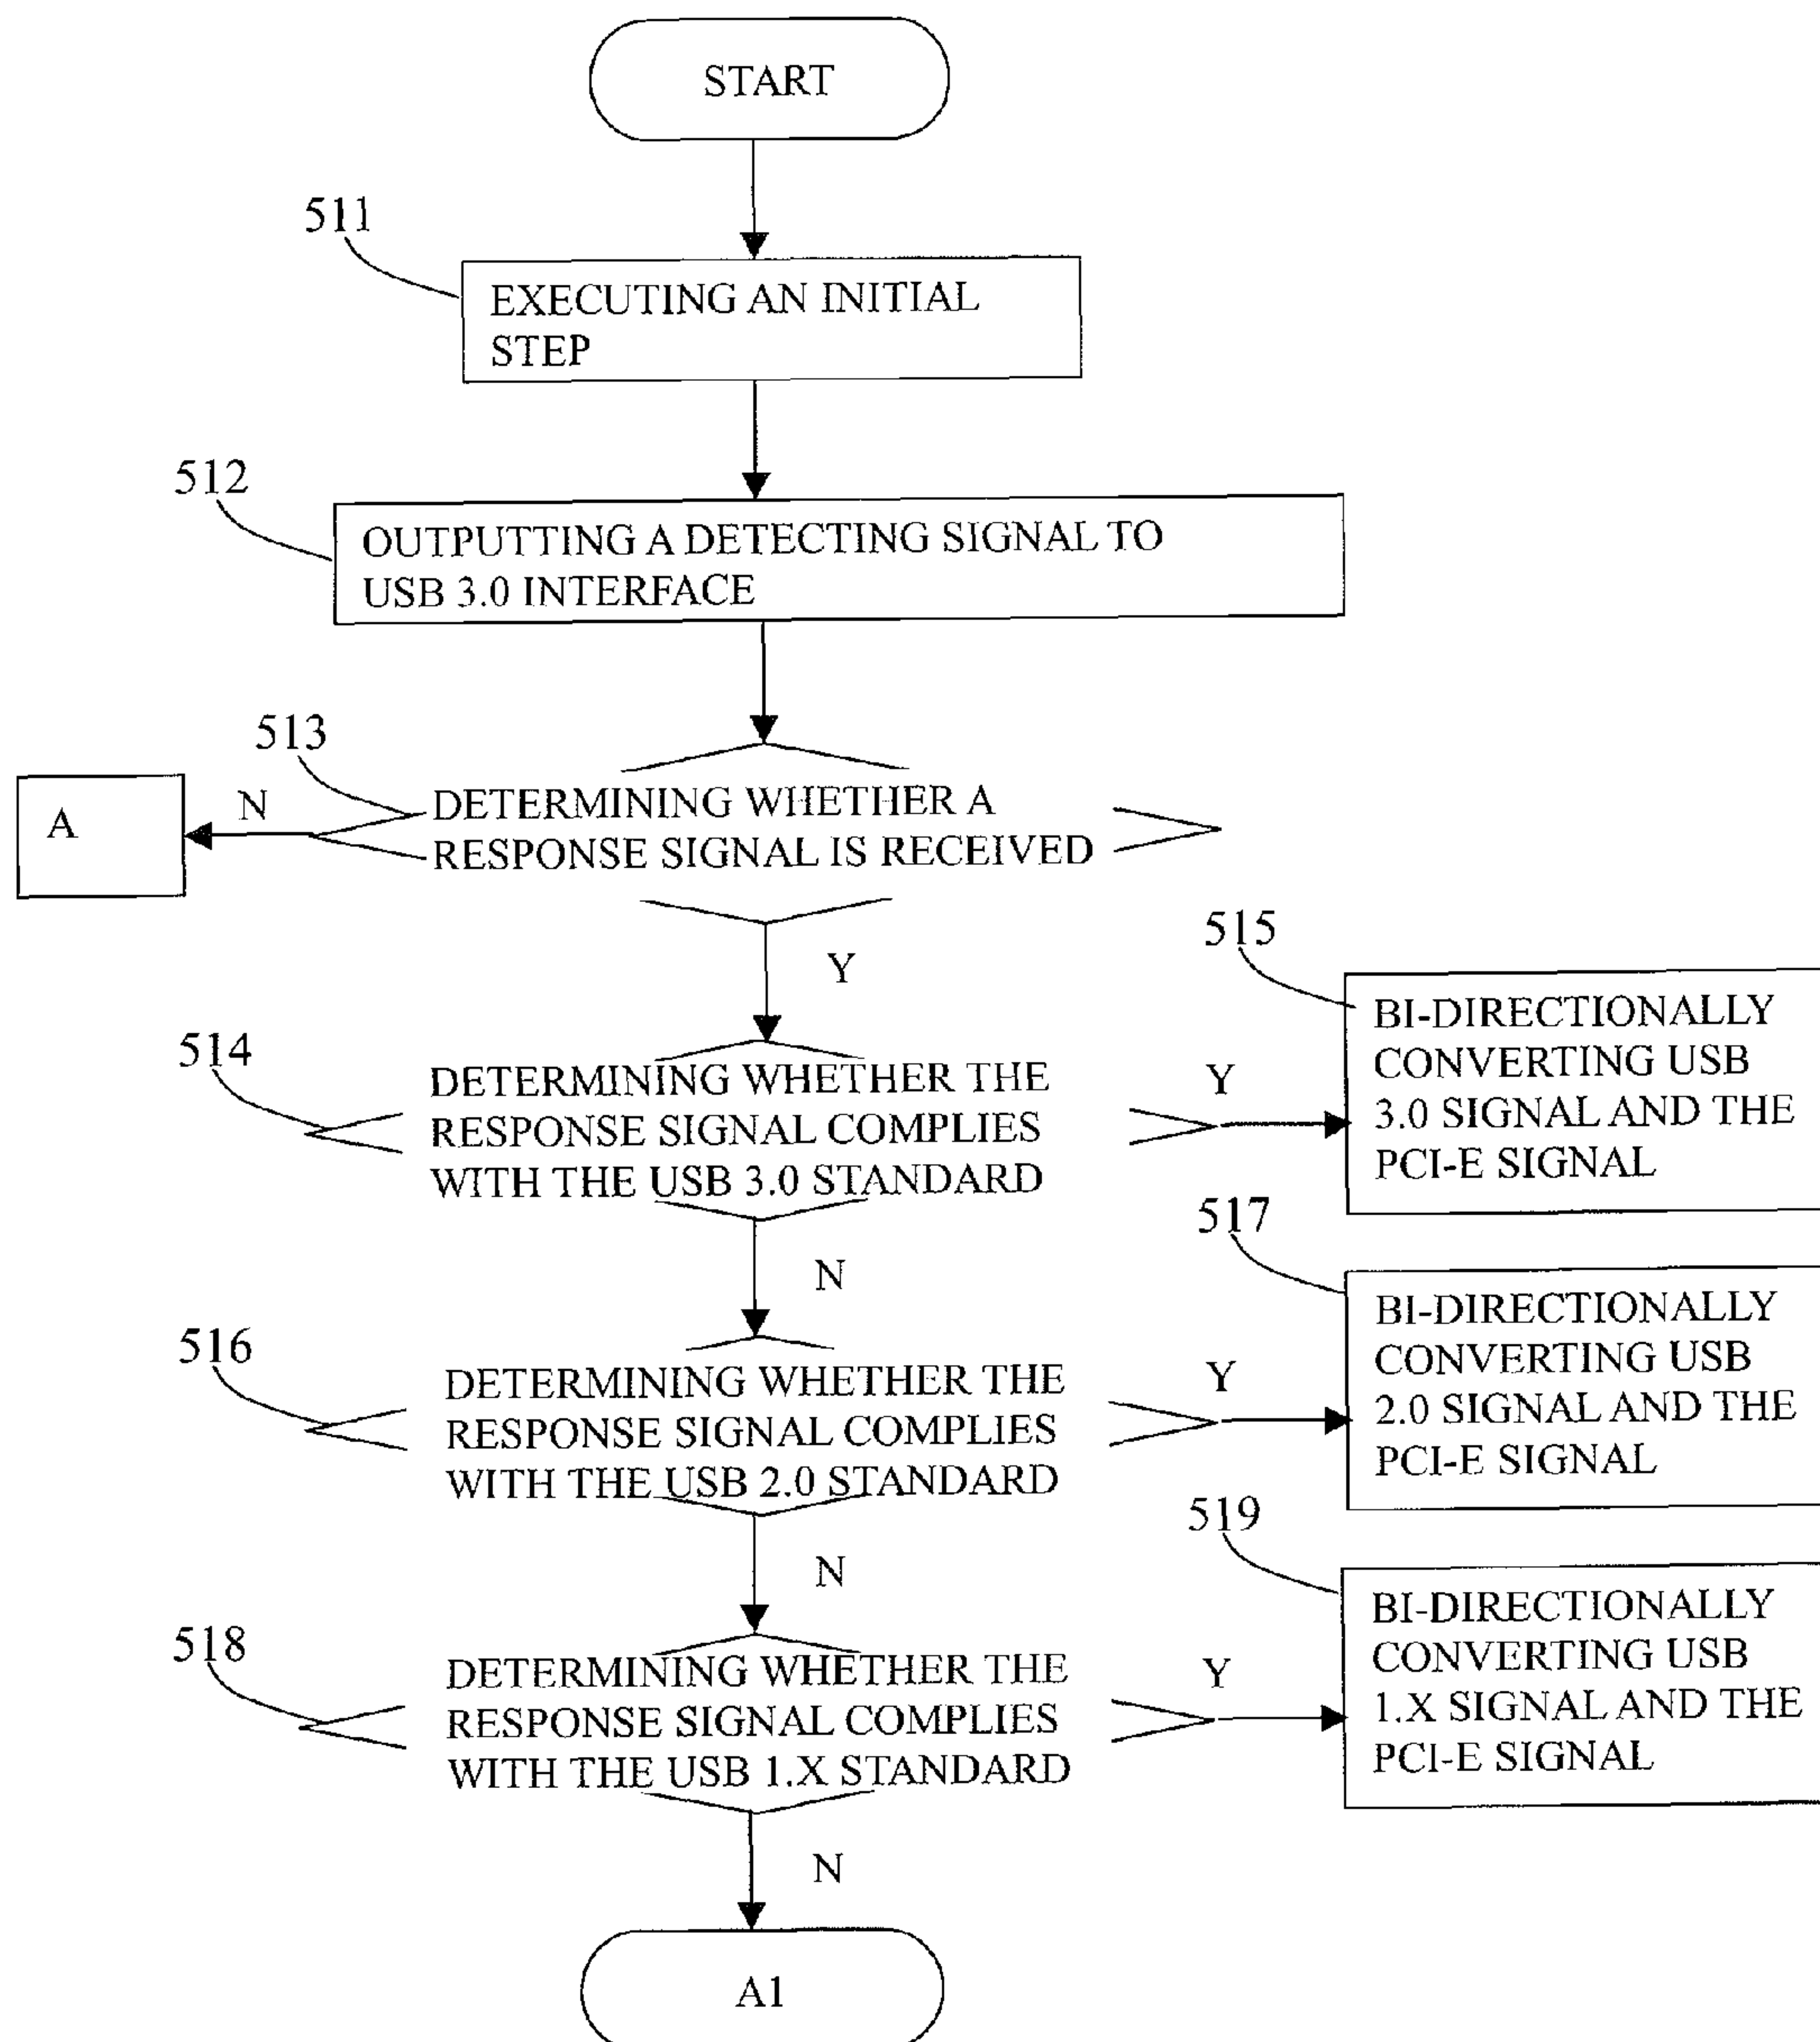 START
511
EXECUTING AN INITIAL
STEP
512
OUTPUTTING A DETECTING SIGNAL TO
USB 3.0 INTERFACE
513
A
N
DETERMINING WHETHER A
RESPONSE SIGNAL IS RECEIVED
Y
514
DETERMINING WHETHER THE
RESPONSE SIGNAL COMPLIES
WITH THE USB 3.0 STANDARD
Y
515
BI-DIRECTIONALLY
CONVERTING USB
3.0 SIGNAL AND THE
PCI-E SIGNAL
N
516
DETERMINING WHETHER THE
RESPONSE SIGNAL COMPLIES
WITH THE USB 2.0 STANDARD
Y
517
BI-DIRECTIONALLY
CONVERTING USB
2.0 SIGNAL AND THE
PCI-E SIGNAL
N
518
DETERMINING WHETHER THE
RESPONSE SIGNAL COMPLIES
WITH THE USB 1.X STANDARD
Y
519
BI-DIRECTIONALLY
CONVERTING USB
1.X SIGNAL AND THE
PCI-E SIGNAL
N
A1